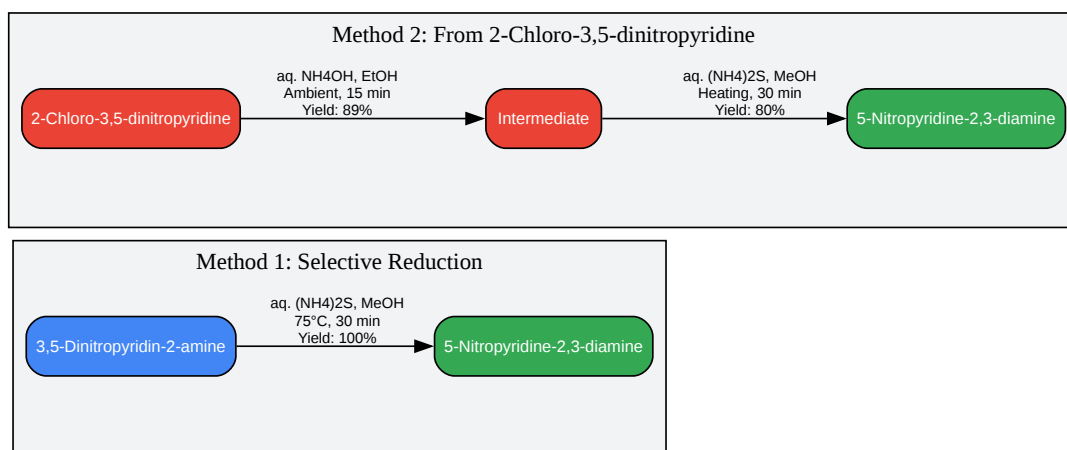 Method 2: From 2-Chloro-3,5-dinitropyridine
2-Chloro-3,5-dinitropyridine
aq. NH4OH, EtOH
Ambient, 15 min
Yield: 89%
Intermediate
aq. (NH4)2S, MeOH
Heating, 30 min
Yield: 80%
5-Nitropyridine-2,3-diamine
Method 1: Selective Reduction
3,5-Dinitropyridin-2-amine
aq. (NH4)2S, MeOH
75°C, 30 min
Yield: 100%
5-Nitropyridine-2,3-diamine